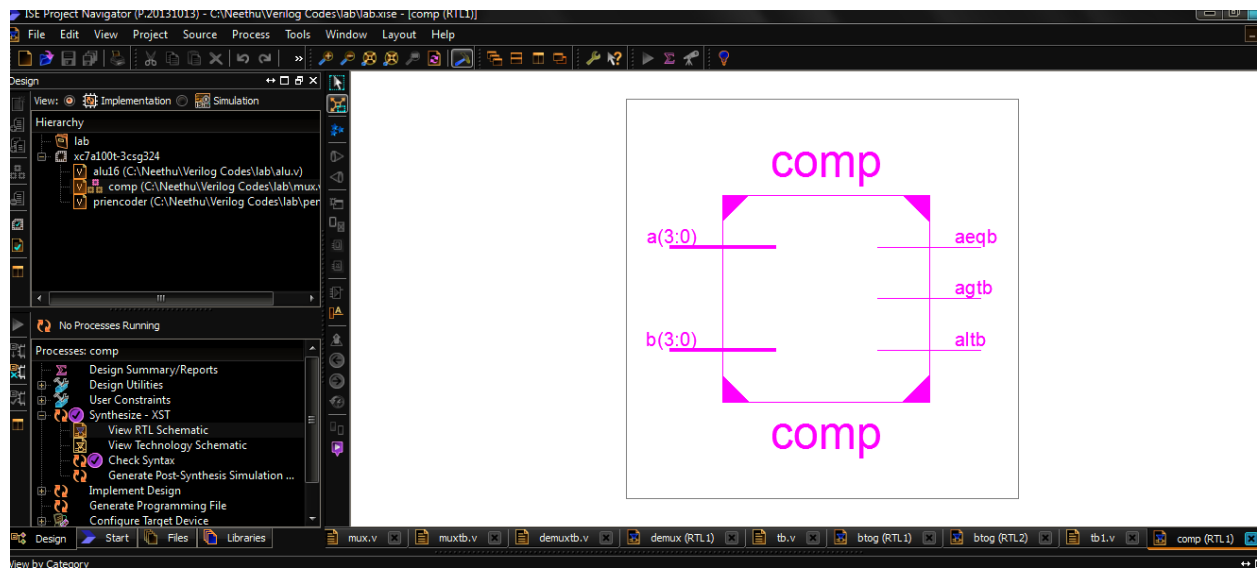 ISE Project Navigator (P.20131013) - C:\Neethu\Verilog Codes\lab\lab.xise - [comp (RTL1)]
File Edit View Project Source Process Tools Window Layout Help
Design
View: Implementation Simulation
Hierarchy
lab
xc7a100t-3csg324
alu16 (C:\Neethu\Verilog Codes\lab\alu.v)
comp (C:\Neethu\Verilog Codes\lab\mux.v
priencoder (C:\Neethu\Verilog Codes\lab\per
No Processes Running
Processes: comp
Design Summary/Reports
Design Utilities
User Constraints
Synthesize - XST
View RTL Schematic
View Technology Schematic
Check Syntax
Generate Post-Synthesis Simulation ...
Implement Design
Generate Programming File
Configure Target Device
Design Start Files Libraries
comp
a(3:0) aeqb
agtb
b(3:0) altb
comp
mux.v muxtb.v demuxtb.v demux (RTL1) tb.v btog (RTL1) btog (RTL2) tb1.v comp (RTL1)
View by Category